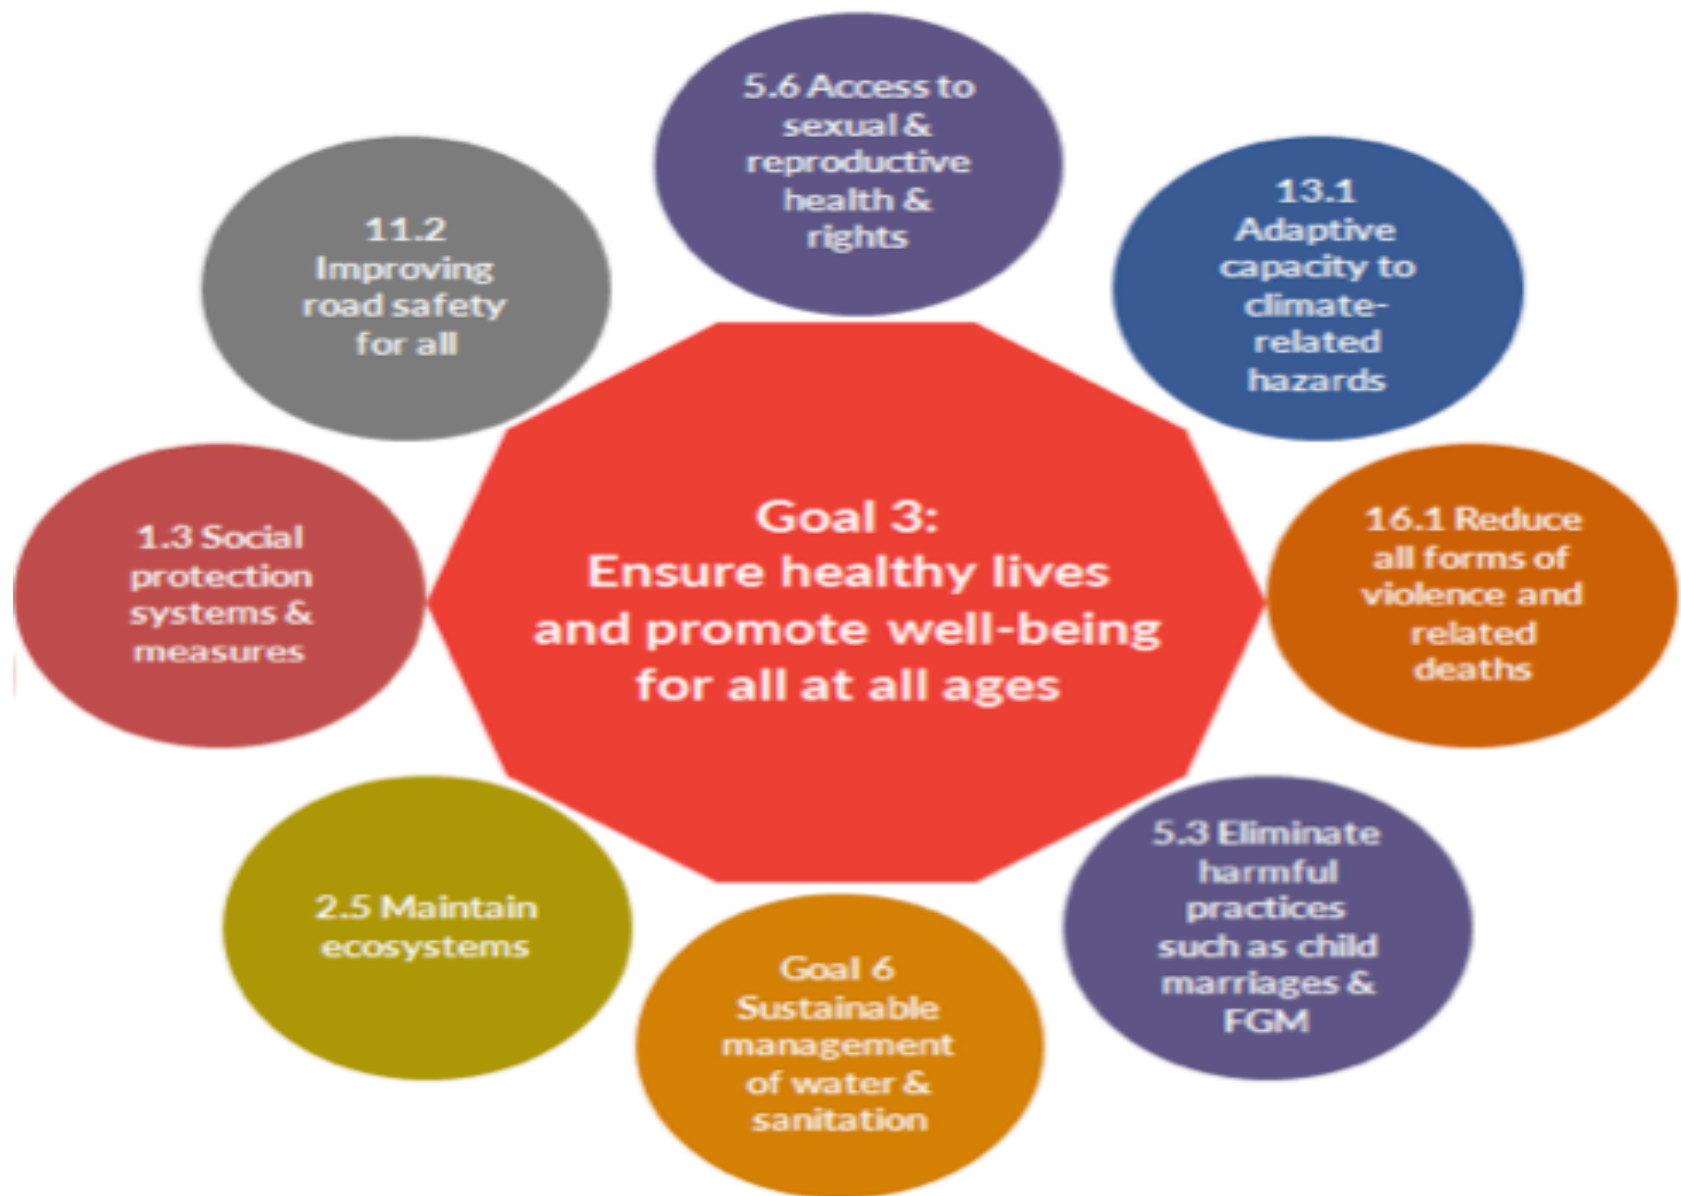 5.6 Access to
sexual &
reproductive
health &
rights
13.1
Adaptive
capacity to
climate-
related
hazards
11.2
Improving
road safety
for all
Goal 3:
Ensure healthy lives
and promote well-being
for all at all ages
16.1 Reduce
all forms of
violence and
related
deaths
1.3 Social
protection
systems &
measures
5.3 Eliminate
harmful
practices
such as child
marriages &
FGM
2.5 Maintain
ecosystems
Goal 6
Sustainable
management
of water &
sanitation